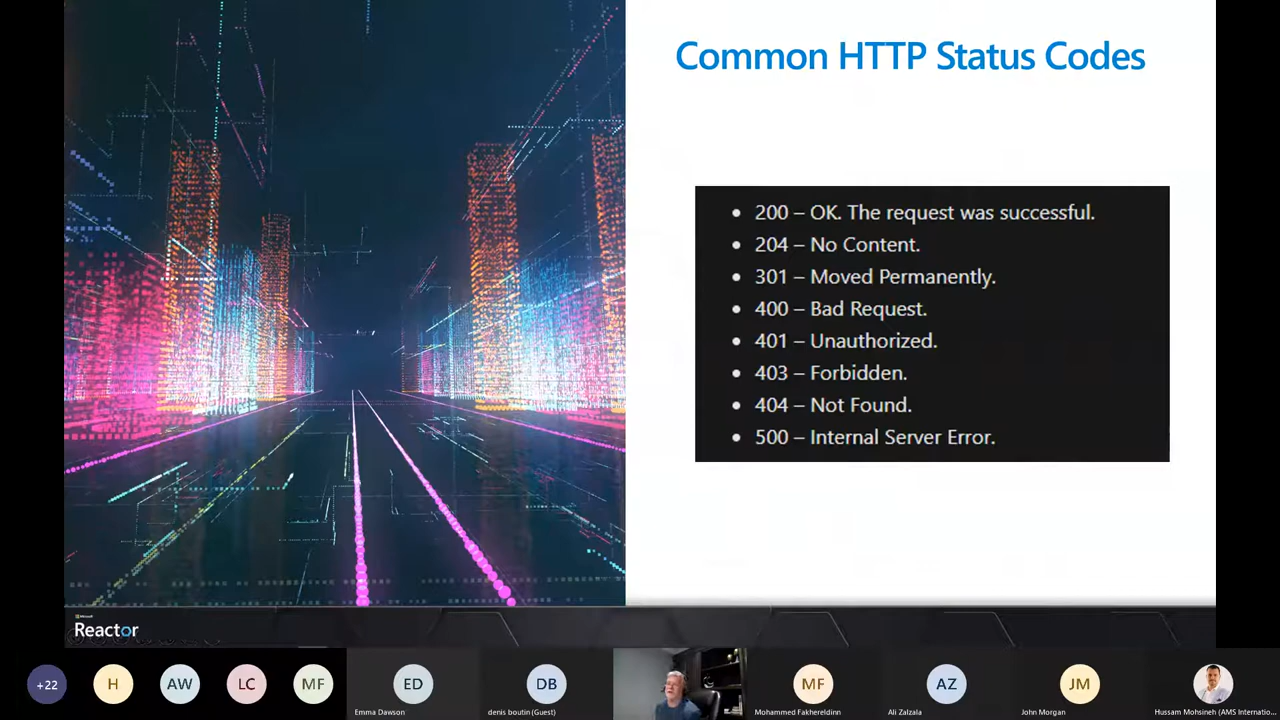 Common HTTP Status Codes
• 200 – OK. The request was successful.
• 204 – No Content.
• 301 – Moved Permanently.
• 400 – Bad Request.
• 401 – Unauthorized.
• 403 – Forbidden.
• 404 – Not Found.
• 500 – Internal Server Error.
Microsoft
Reactor
+22
H
AW
LC
MF
ED
DB
MF
AZ
JM
Emma Dawson
denis boutin (Guest)
Mohammed Fakhereldinn
Ali Zalzala
John Morgan
Hussam Mohsineh (AMS Internatio...